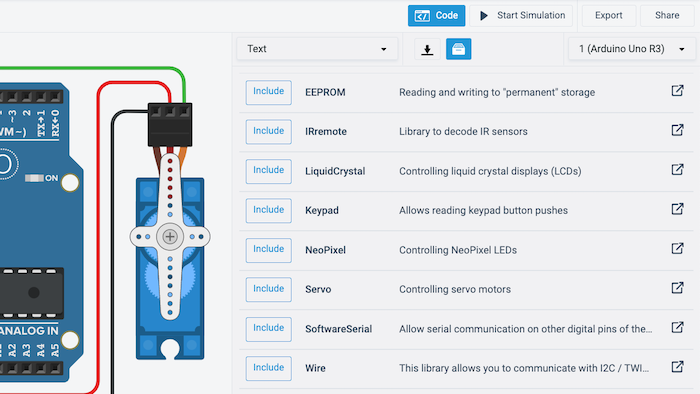 Code
Start Simulation
Export
Share
Text
1 (Arduino Uno R3)
Include EEPROM Reading and writing to "permanent" storage
Include IRremote Library to decode IR sensors
Include LiquidCrystal Controlling liquid crystal displays (LCDs)
Include Keypad Allows reading keypad button pushes
Include NeoPixel Controlling NeoPixel LEDs
Include Servo Controlling servo motors
Include SoftwareSerial Allow serial communication on other digital pins of the…
Include Wire This library allows you to communicate with I2C / TWI…
~3
2
TX→1
RX←0
ON
ANALOG IN
A2
A3
A4
A5